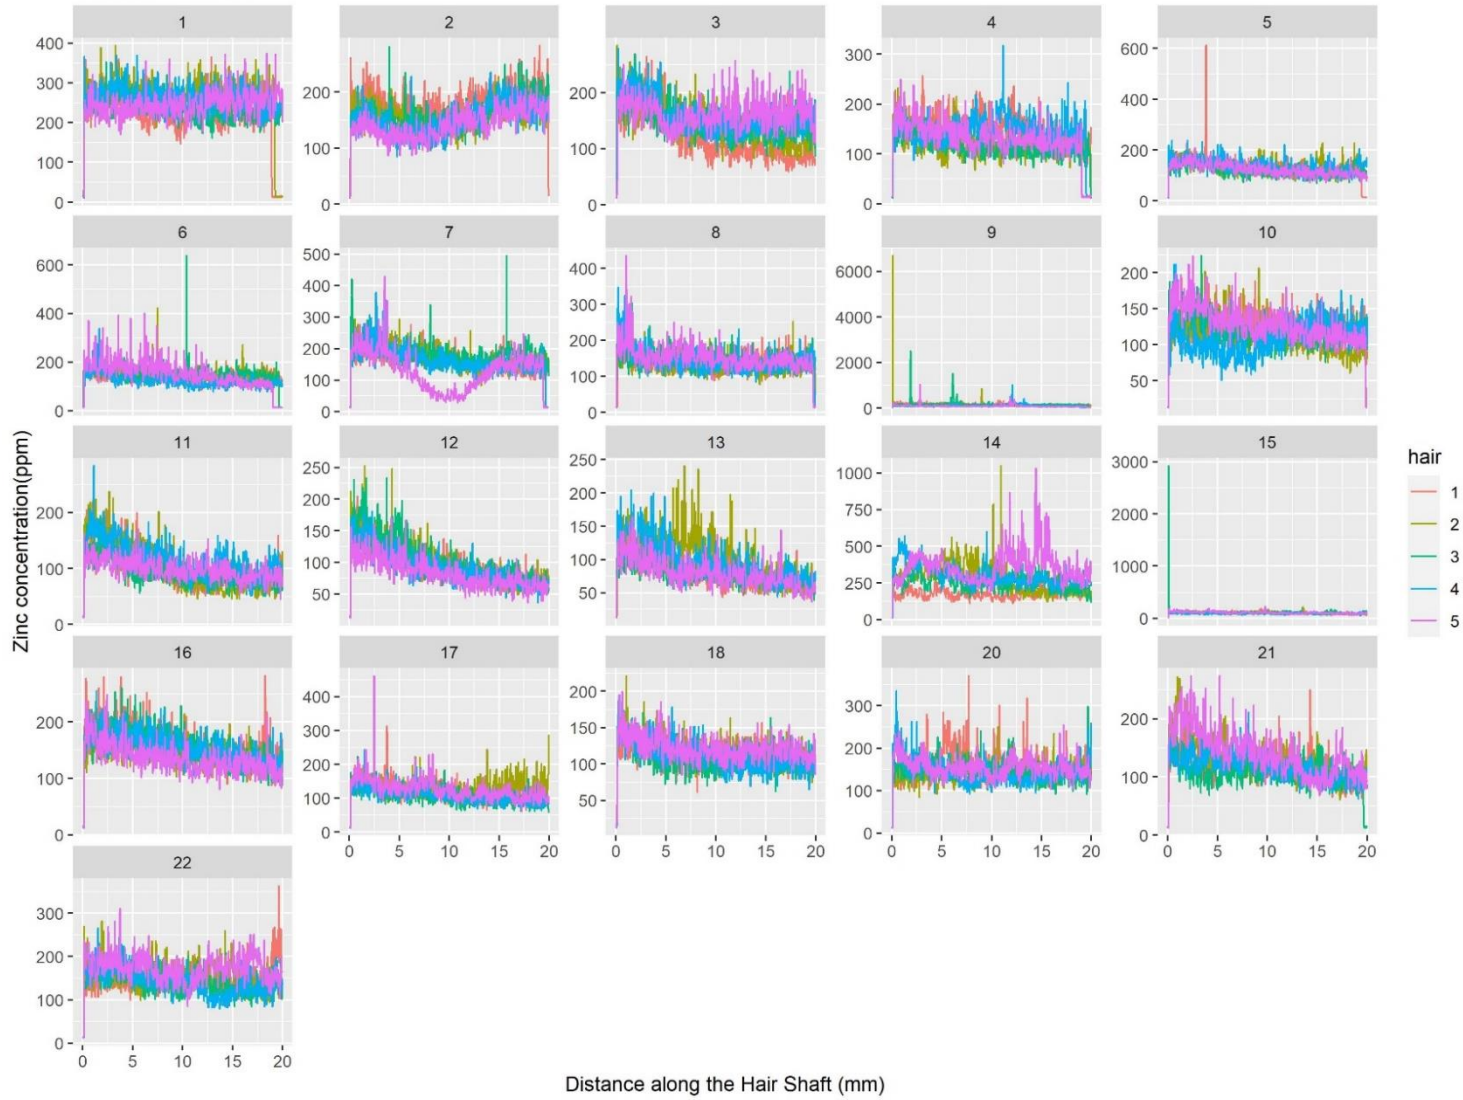 1 2 3 4 5
400 300 200 100 0
200 100 0
200 100 0
300 200 100 0
600 400 200 0
6 7 8 9 10
600 400 200 0
500 400 300 200 100 0
400 300 200 100 0
6000 4000 2000 0
200 150 100 50
11 12 13 14 15
200 100 0
250 200 150 100 50
250 200 150 100 50
1000 750 500 250 0
3000 2000 1000 0
16 17 18 20 21
200 100 0
400 300 200 100 0
200 150 100 50
300 200 100 0
200 100 0
0 5 10 15 20
0 5 10 15 20
0 5 10 15 20
0 5 10 15 20
22
300 200 100 0
0 5 10 15 20
Zinc concentration(ppm)
Distance along the Hair Shaft (mm)
hair
1
2
3
4
5